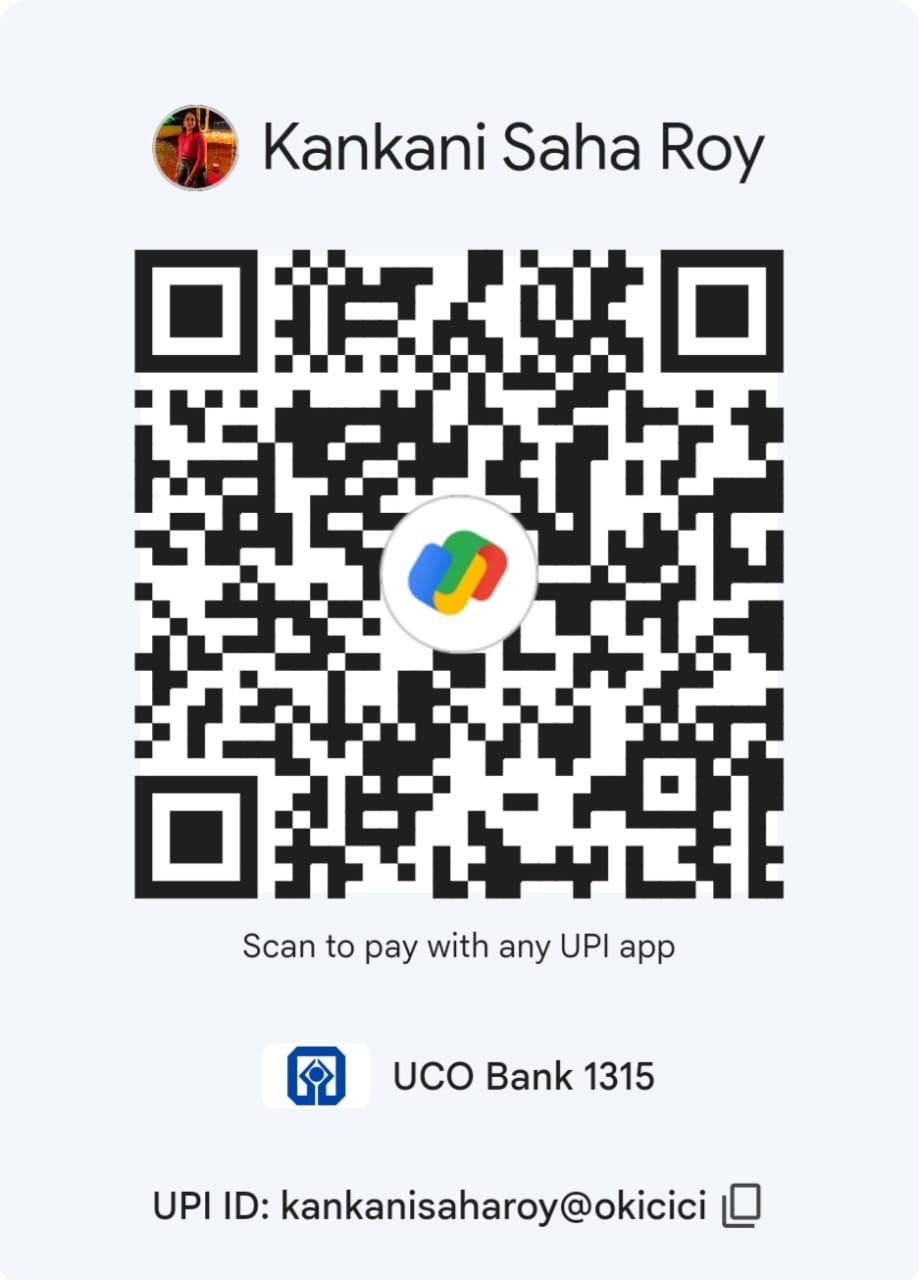 Kankani Saha Roy
Scan to pay with any UPI app
UCO Bank 1315
UPI ID: kankanisaharoy@okicici